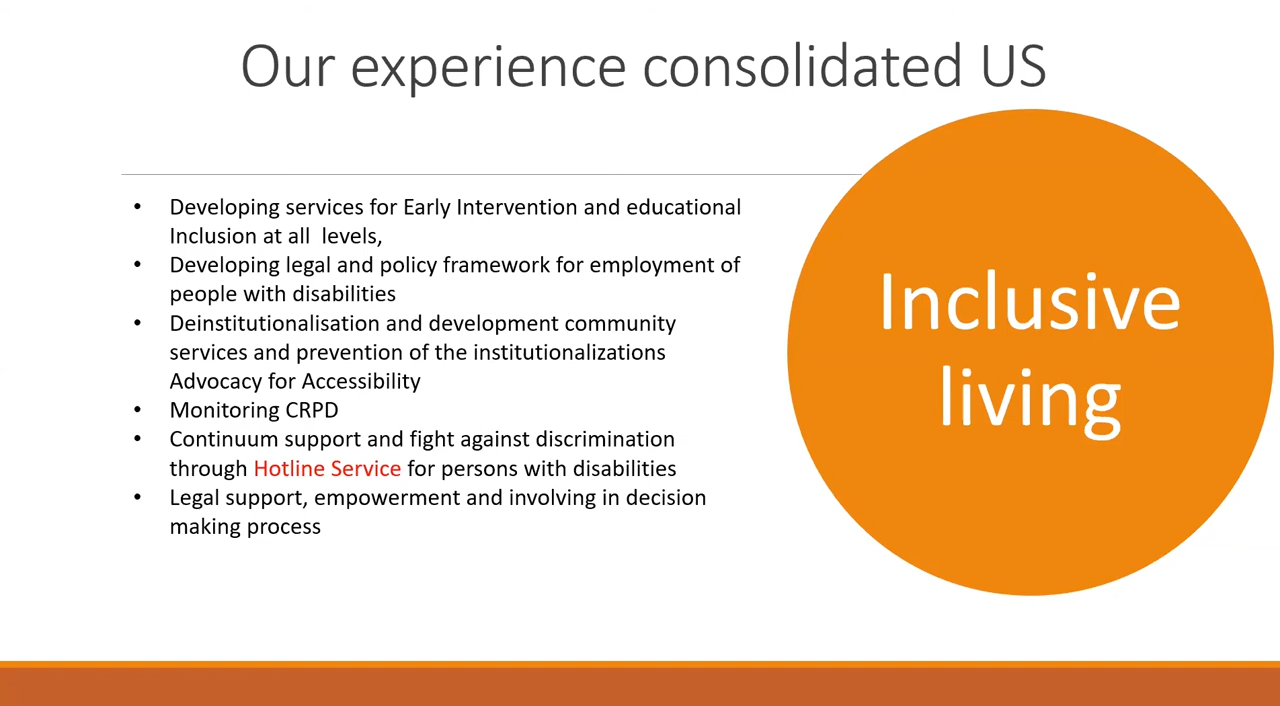 Our experience consolidated US
• Developing services for Early Intervention and educational
Inclusion at all  levels,
• Developing legal and policy framework for employment of
people with disabilities
• Deinstitutionalisation and development community
services and prevention of the institutionalizations
Advocacy for Accessibility
• Monitoring CRPD
• Continuum support and fight against discrimination
through Hotline Service for persons with disabilities
• Legal support, empowerment and involving in decision
making process
Inclusive
living